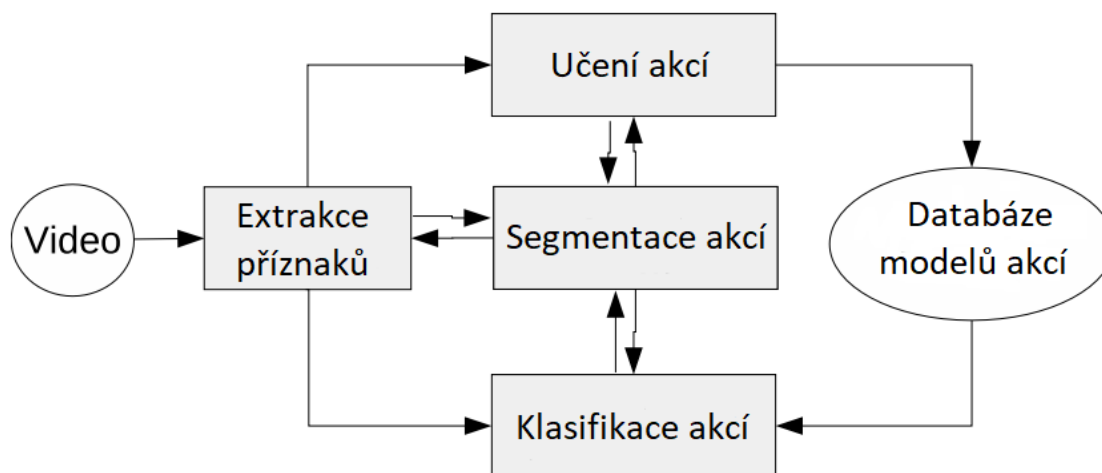 Učení akcí
Video
Extrakce
příznaků
Segmentace akcí
Databáze
modelů akcí
Klasifikace akcí